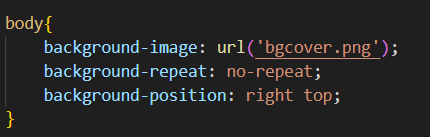 body{
    background-image: url('bgcover.png');
    background-repeat: no-repeat;
    background-position: right top;
}